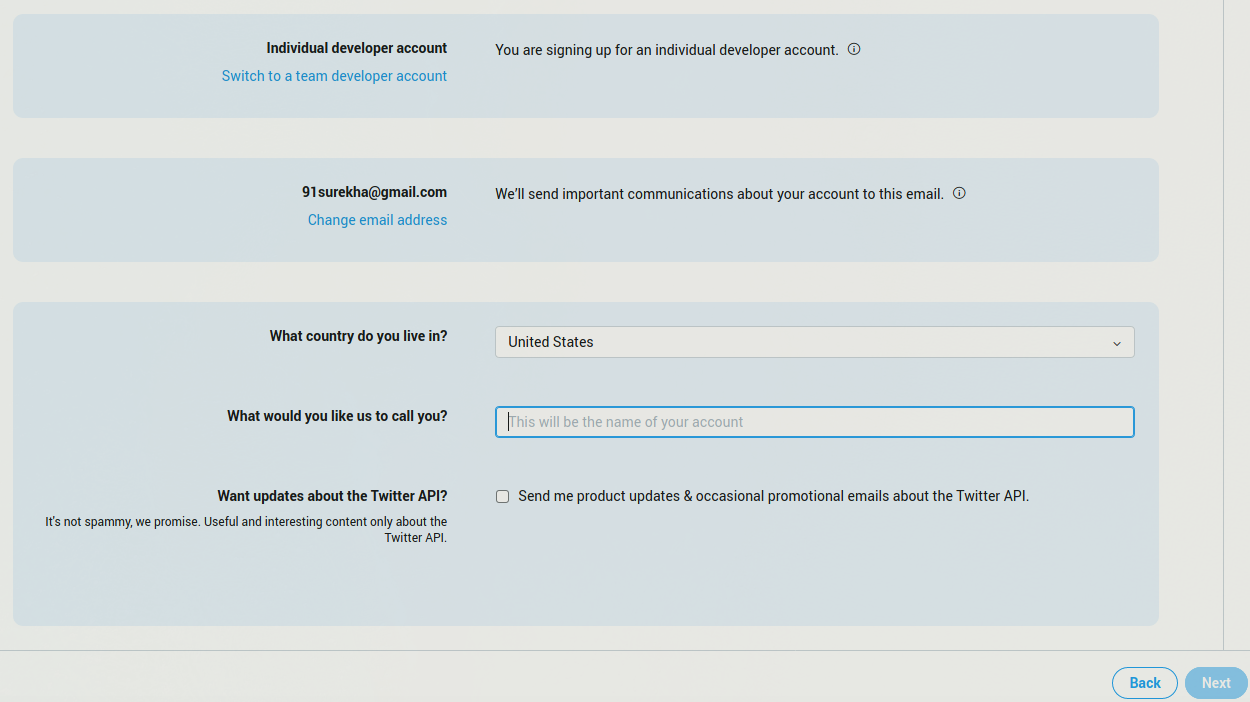 Individual developer account
You are signing up for an individual developer account.
Switch to a team developer account
91surekha@gmail.com
We'll send important communications about your account to this email.
Change email address
What country do you live in?
United States
What would you like us to call you?
This will be the name of your account
Want updates about the Twitter API?
Send me product updates & occasional promotional emails about the Twitter API.
It's not spammy, we promise. Useful and interesting content only about the
Twitter API.
Back
Next